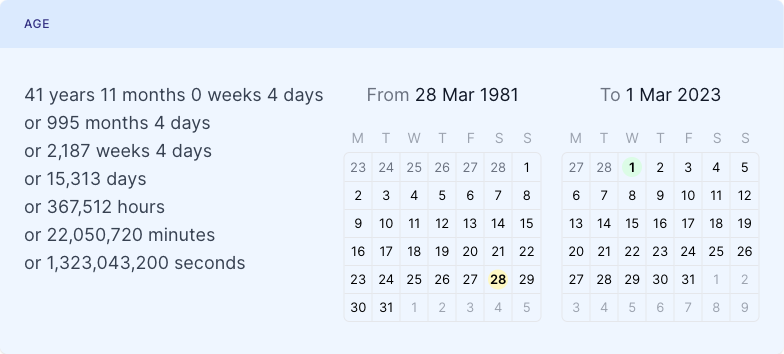 AGE
41 years 11 months 0 weeks 4 days
or 995 months 4 days
or 2,187 weeks 4 days
or 15,313 days
or 367,512 hours
or 22,050,720 minutes
or 1,323,043,200 seconds
From 28 Mar 1981
M T W T F S S
23 24 25 26 27 28 1
2 3 4 5 6 7 8
9 10 11 12 13 14 15
16 17 18 19 20 21 22
23 24 25 26 27 28 29
30 31 1 2 3 4 5
To 1 Mar 2023
M T W T F S S
27 28 1 2 3 4 5
6 7 8 9 10 11 12
13 14 15 16 17 18 19
20 21 22 23 24 25 26
27 28 29 30 31 1 2
3 4 5 6 7 8 9